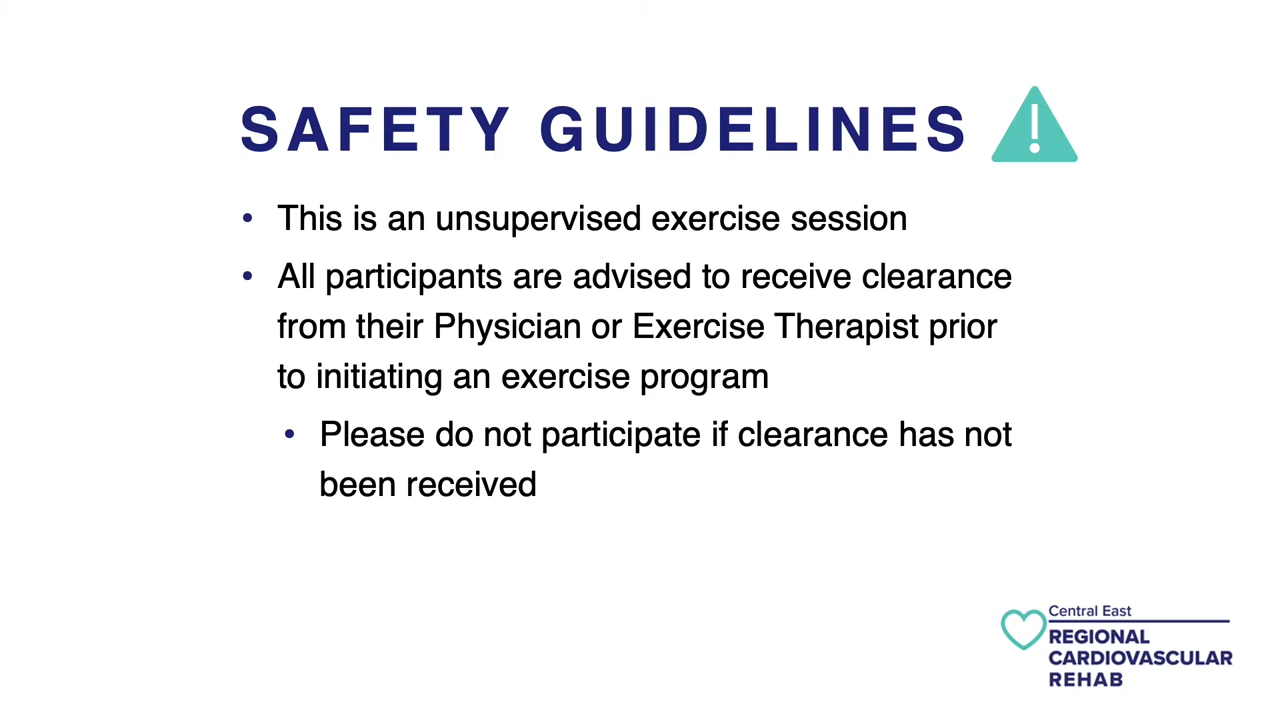 SAFETY GUIDELINES
• This is an unsupervised exercise session
• All participants are advised to receive clearance
from their Physician or Exercise Therapist prior
to initiating an exercise program
• Please do not participate if clearance has not
been received
Central East
REGIONAL
CARDIOVASCULAR
REHAB